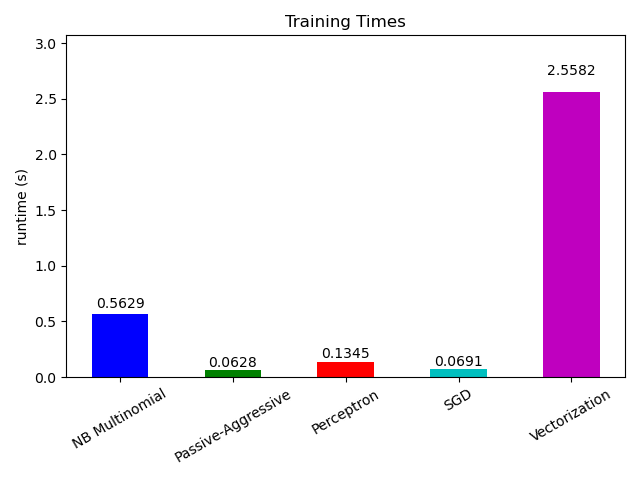 Training Times
3.0
2.5
2.0
1.5
1.0
0.5
0.0
runtime (s)
0.5629
0.0628
0.1345
0.0691
2.5582
NB Multinomial
Passive-Aggressive
Perceptron
SGD
Vectorization